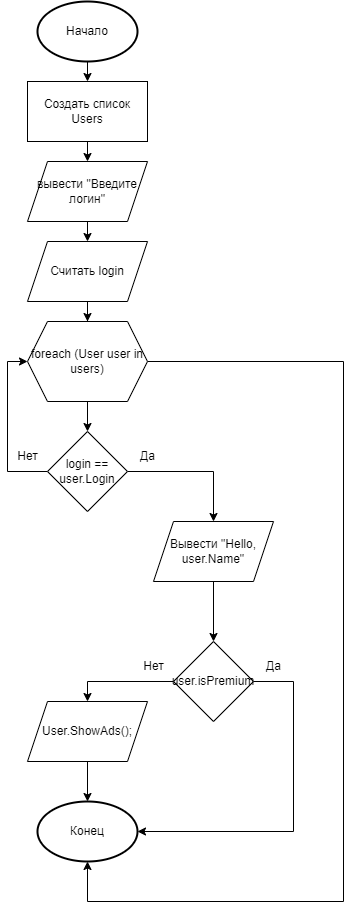 Начало
Создать список
Users
вывести "Введите
логин"
Считать login
foreach (User user in
users)
Нет
Да
login ==
user.Login
Вывести "Hello,
user.Name"
Нет
Да
user.isPremium
User.ShowAds();
Конец